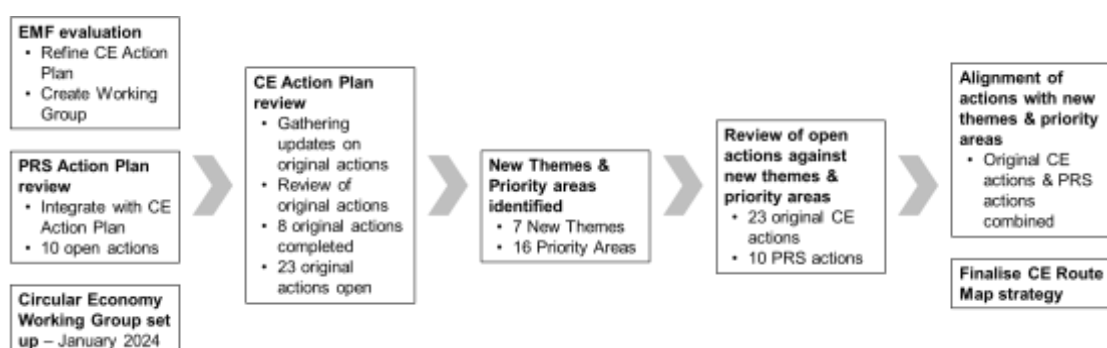 EMF evaluation
• Refine CE Action
Plan
• Create Working
Group
PRS Action Plan
review
• Integrate with CE
Action Plan
• 10 open actions
Circular Economy
Working Group set
up – January 2024
CE Action Plan
review
• Gathering
updates on
original actions
• Review of
original actions
• 8 original actions
completed
• 23 original
actions open
New Themes &
Priority areas
identified
• 7 New Themes
• 16 Priority Areas
Review of open
actions against
new themes &
priority areas
• 23 original CE
actions
• 10 PRS actions
Alignment of
actions with new
themes & priority
areas
• Original CE
actions & PRS
actions
combined
Finalise CE Route
Map strategy